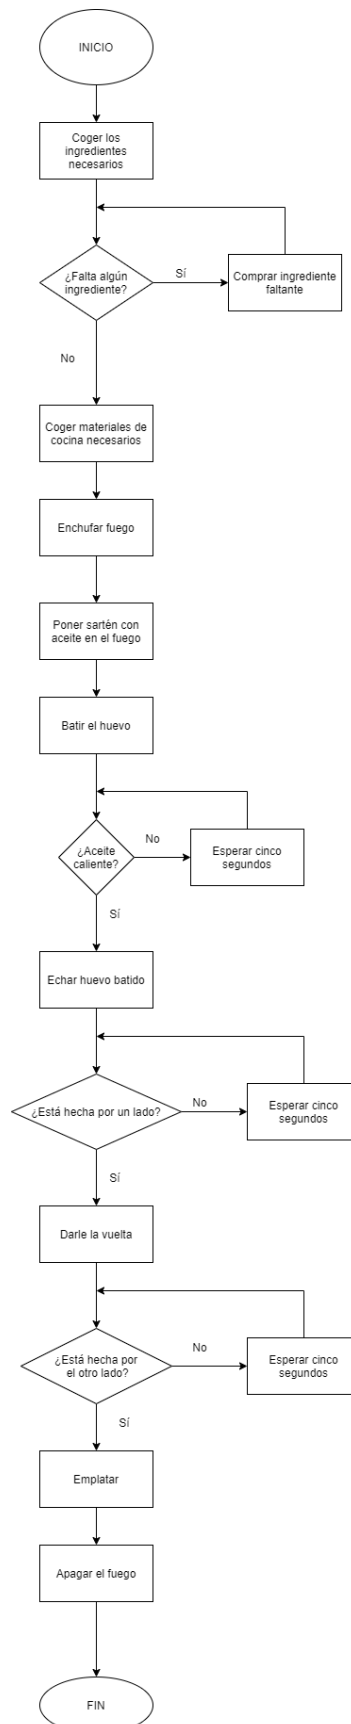 INICIO
Coger los
ingredientes
necesarios
¿Falta algún
ingrediente?
Sí
Comprar ingrediente
faltante
No
Coger materiales de
cocina necesarios
Enchufar fuego
Poner sartén con
aceite en el fuego
Batir el huevo
¿Aceite
caliente?
No
Esperar cinco
segundos
Sí
Echar huevo batido
¿Está hecha por un lado?
No
Esperar cinco
segundos
Sí
Darle la vuelta
¿Está hecha por
el otro lado?
No
Esperar cinco
segundos
Sí
Emplatar
Apagar el fuego
FIN